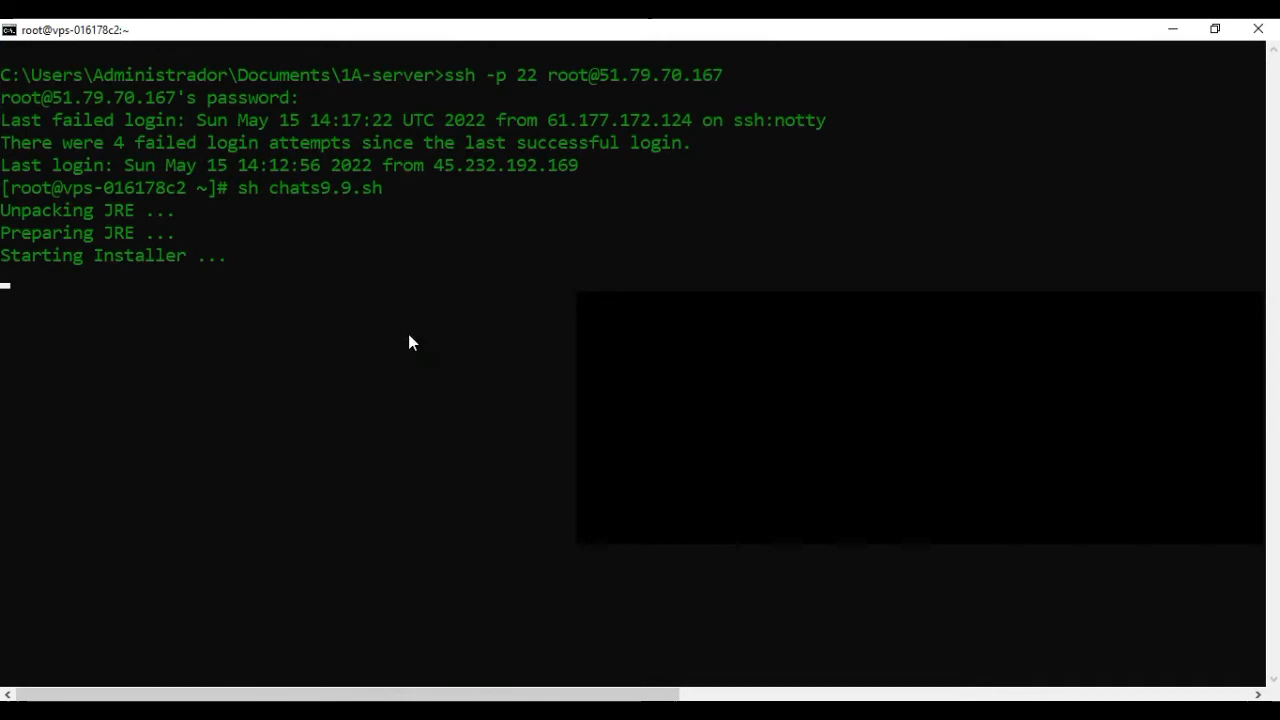 root@vps-016178c2:~
C:\Users\Administrador\Documents\1A-server>ssh -p 22 root@51.79.70.167
root@51.79.70.167's password:
Last failed login: Sun May 15 14:17:22 UTC 2022 from 61.177.172.124 on ssh:notty
There were 4 failed login attempts since the last successful login.
Last login: Sun May 15 14:12:56 2022 from 45.232.192.169
[root@vps-016178c2 ~]# sh chats9.9.sh
Unpacking JRE ...
Preparing JRE ...
Starting Installer ...